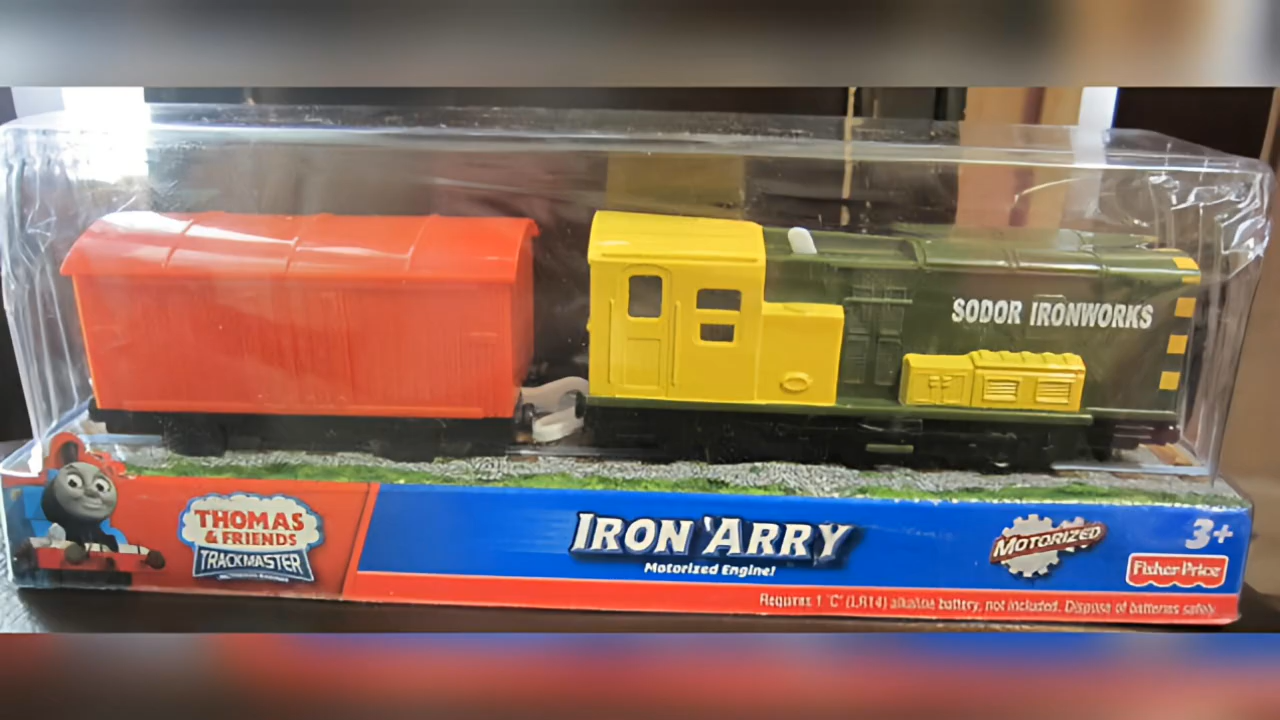 SODOR IRONWORKS
THOMAS
& FRIENDS
TRACKMASTER
IRON 'ARRY
Motorized Engine!
MOTORIZED
3+
Fisher-Price
Requires 1 "C" (LR14) alkaline battery, not included. Dispose of batteries safely.